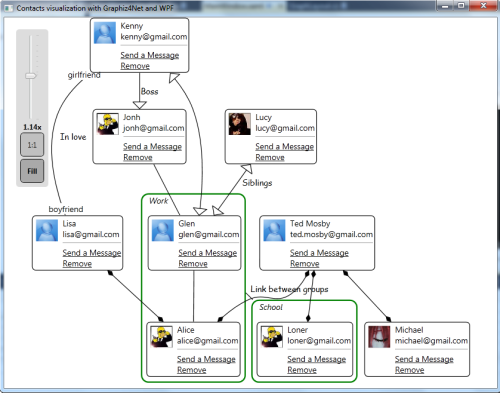 Contacts visualization with Graphiz4Net and WPF
Kenny
kenny@gmail.com
Send a Message
Remove
girlfriend
Boss
1.14x
1:1
Fill
In love
Jonh
jonh@gmail.com
Send a Message
Remove
Lucy
lucy@gmail.com
Send a Message
Remove
Siblings
Work
boyfriend
Lisa
lisa@gmail.com
Send a Message
Remove
Glen
glen@gmail.com
Send a Message
Remove
Ted Mosby
ted.mosby@gmail.com
Send a Message
Remove
Link between groups
School
Alice
alice@gmail.com
Send a Message
Remove
Loner
loner@gmail.com
Send a Message
Remove
Michael
michael@gmail.com
Send a Message
Remove